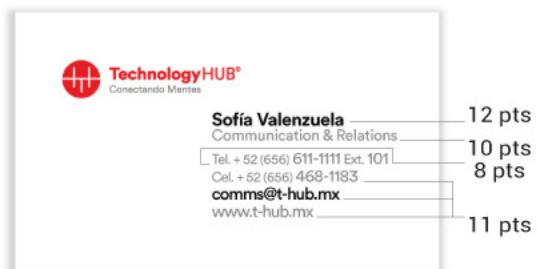 TechnologyHUB®
Conectando Mentes
Sofía Valenzuela
12 pts
Communication & Relations
10 pts
Tel. + 52 (656) 611-1111 Ext. 101
8 pts
Cel. + 52 (656) 468-1183
comms@t-hub.mx
www.t-hub.mx
11 pts